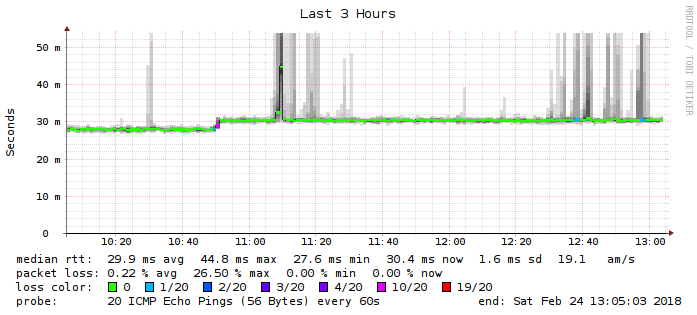 Last 3 Hours
RRDTOOL / TOBI OETIKER
Seconds
50 m
40 m
30 m
20 m
10 m
0
10:20 10:40 11:00 11:20 11:40 12:00 12:20 12:40 13:00
median rtt: 29.9 ms avg 44.8 ms max 27.6 ms min 30.4 ms now 1.6 ms sd 19.1 am/s
packet loss: 0.22 % avg 26.50 % max 0.00 % min 0.00 % now
loss color: 0 1/20 2/20 3/20 4/20 10/20 19/20
probe: 20 ICMP Echo Pings (56 Bytes) every 60s end: Sat Feb 24 13:05:03 2018